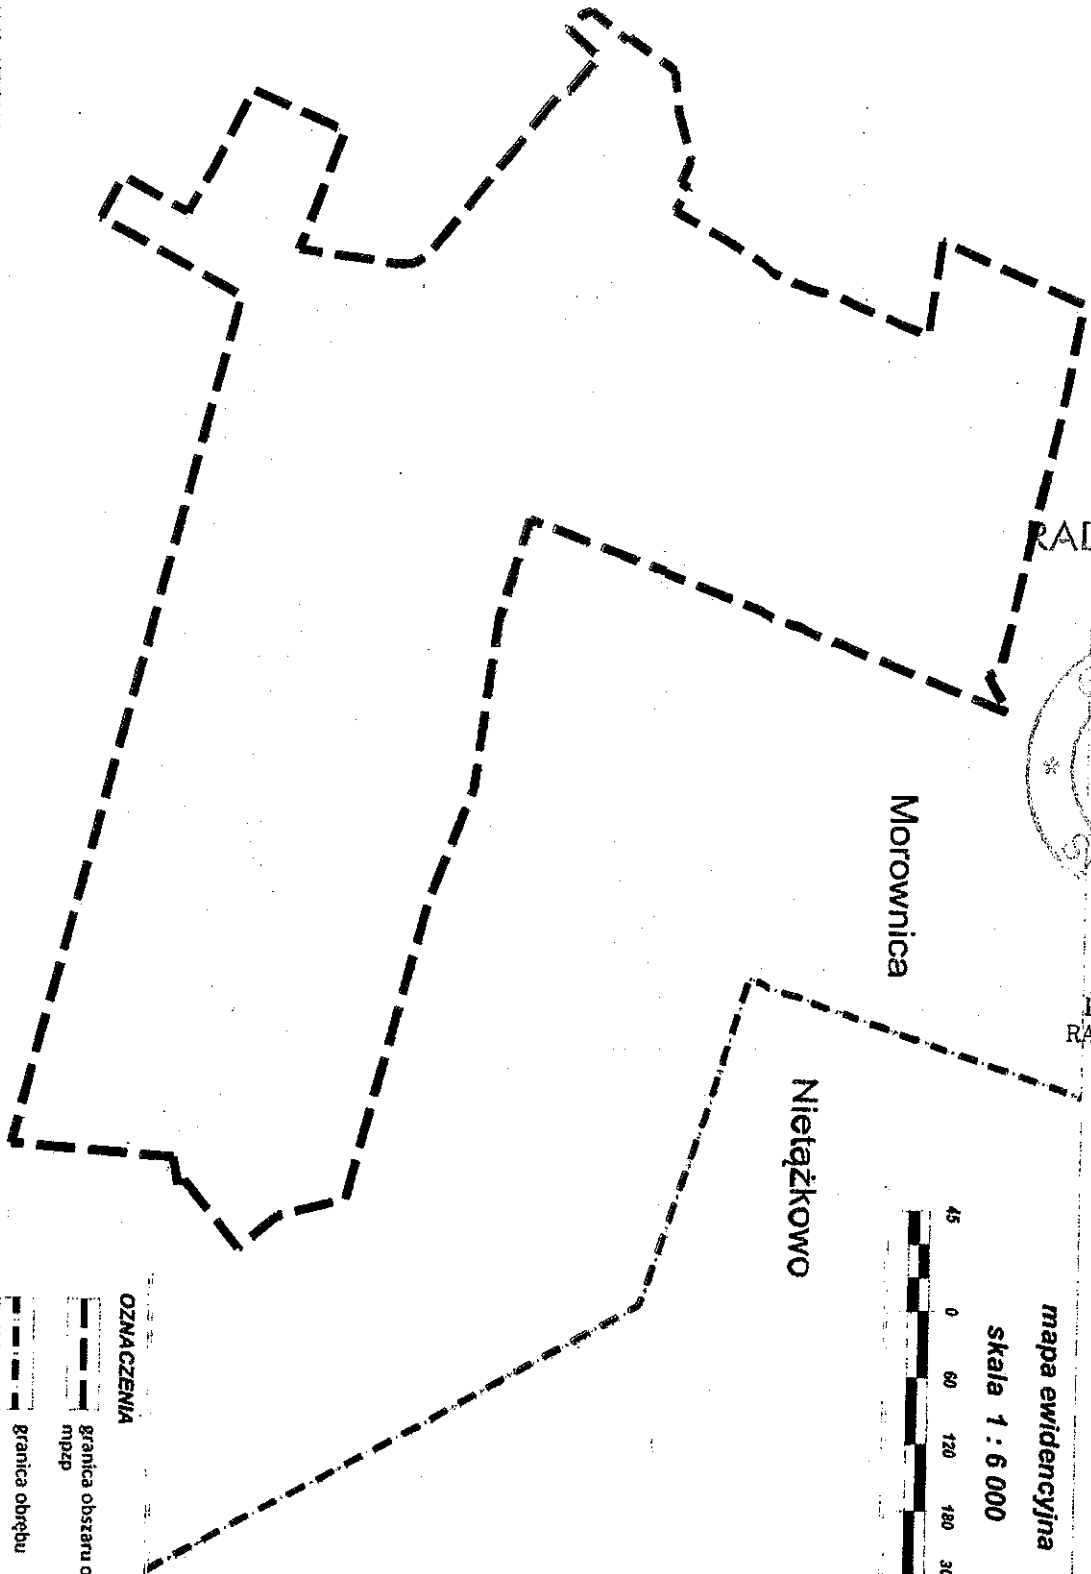 mapa ewidencyjna
skala 1 : 6 000
45 0 60 120 180
Morownica
Nietążkowo
OZNACZENIA
granica obszaru
mpzp
granica obrębu